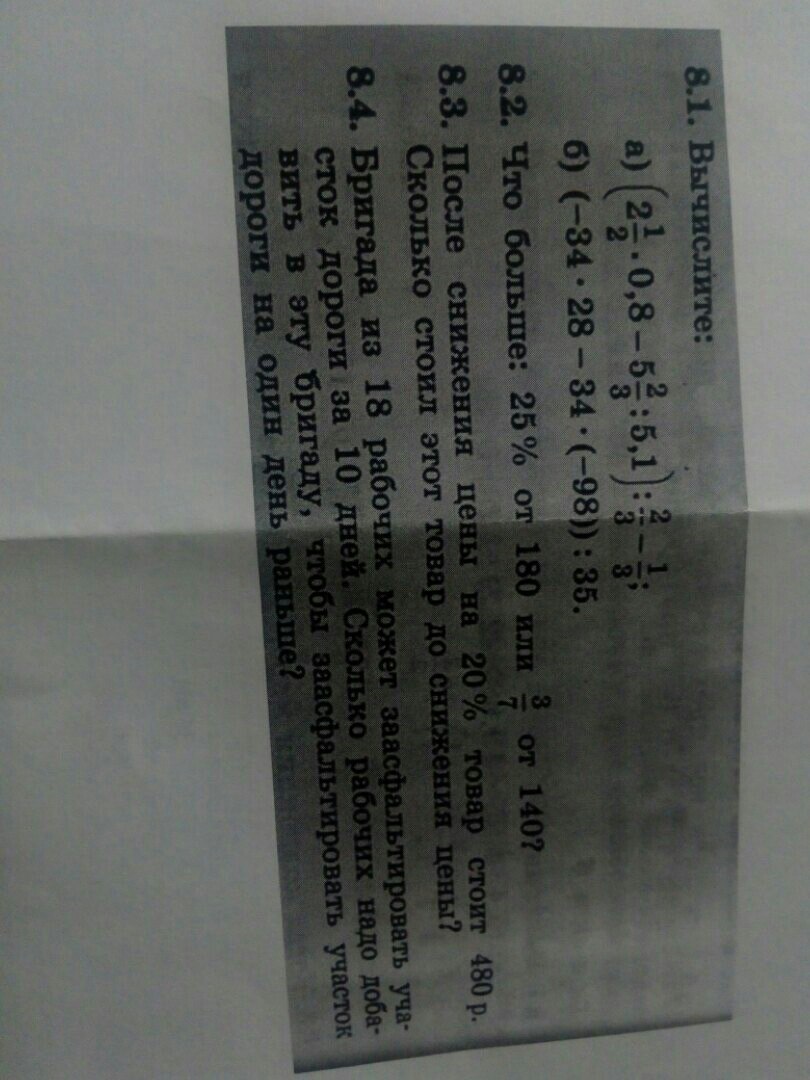 8.1. Вычислите:
а) (2 1/2 · 0,8 − 5 2/3 : 5,1) : 2/3 − 1/3;
б) (−34 · 28 − 34 · (−98)) : 35.
8.2. Что больше: 25% от 180 или 3/7 от 140?
8.3. После снижения цены на 20% товар стоит 480 р.
Сколько стоил этот товар до снижения цены?
8.4. Бригада из 18 рабочих может заасфальтировать уча-
сток дороги за 10 дней. Сколько рабочих надо доба-
вить в эту бригаду, чтобы заасфальтировать участок
дороги на один день раньше?